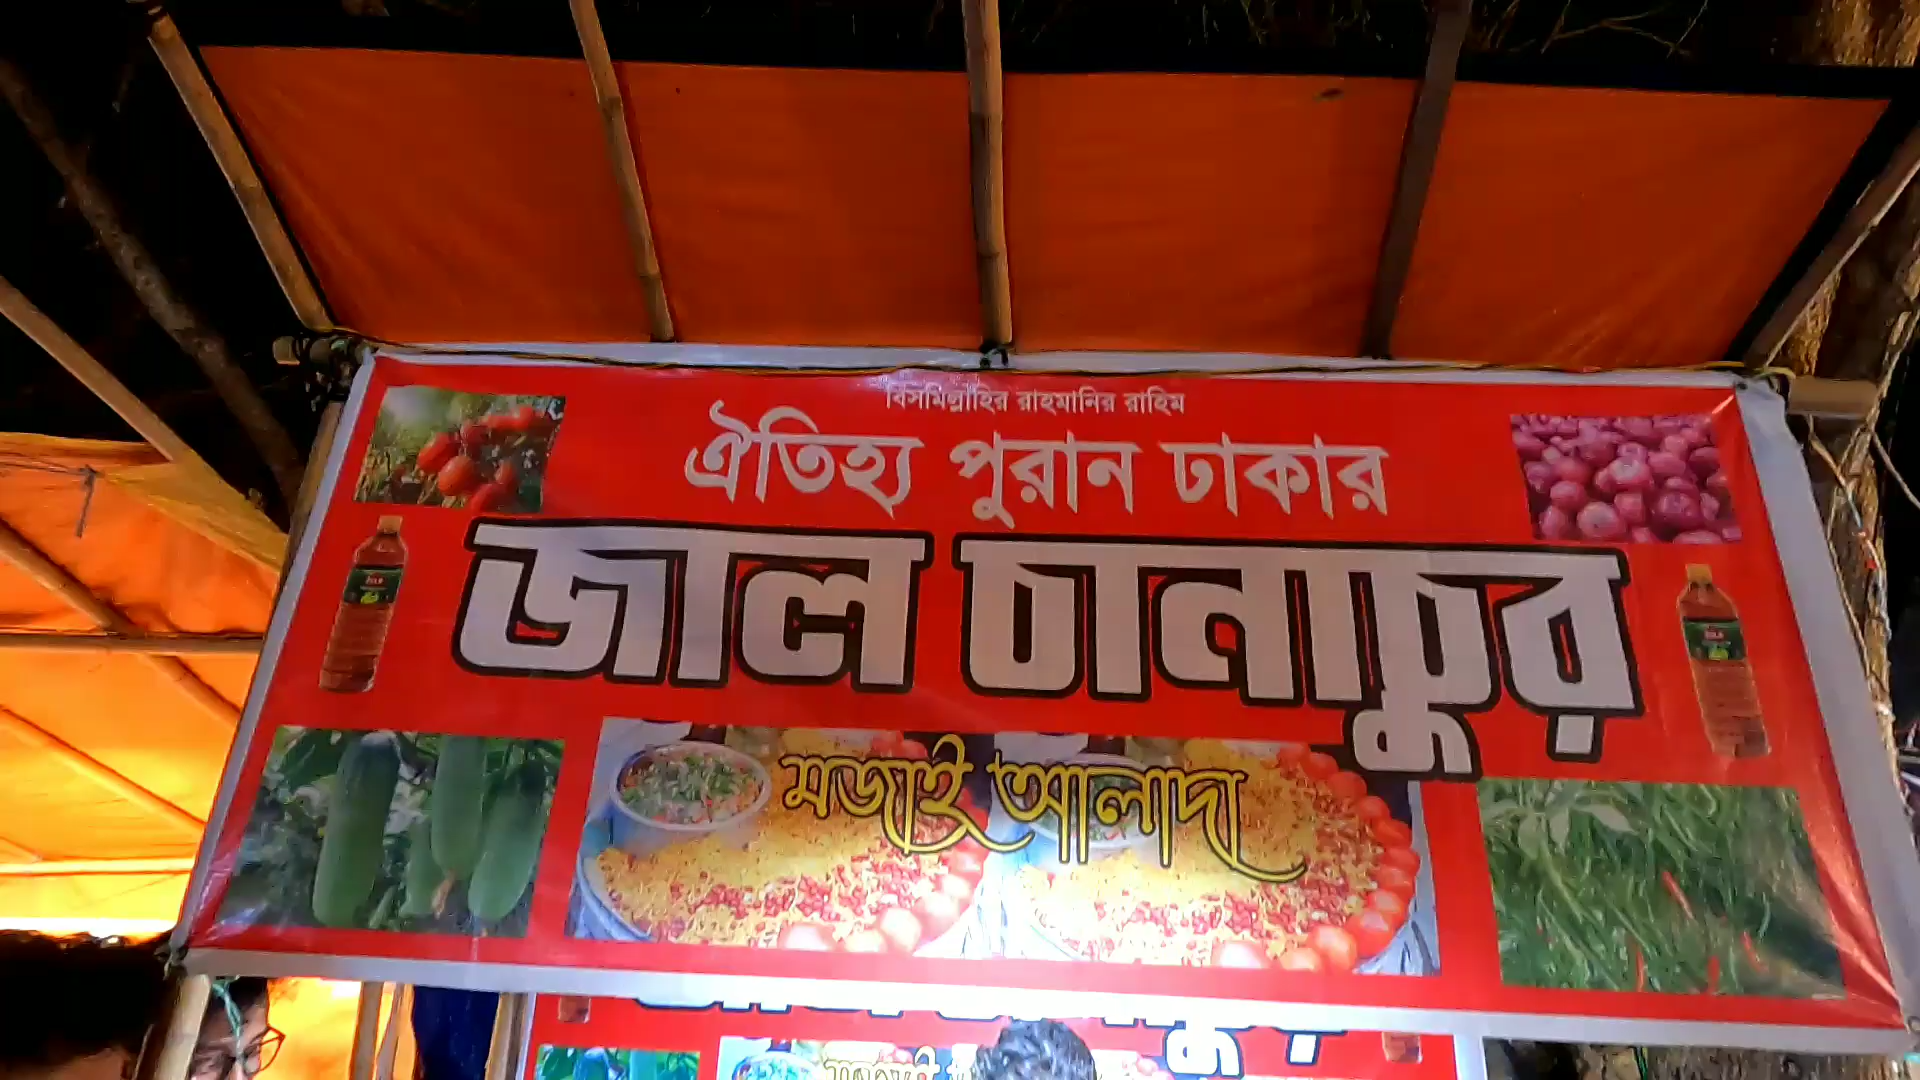 বিসমিল্লাহির রাহমানির রাহিম
ঐতিহ্য পুরান ঢাকার
জাল চানাচুর
মজাই আলাদা